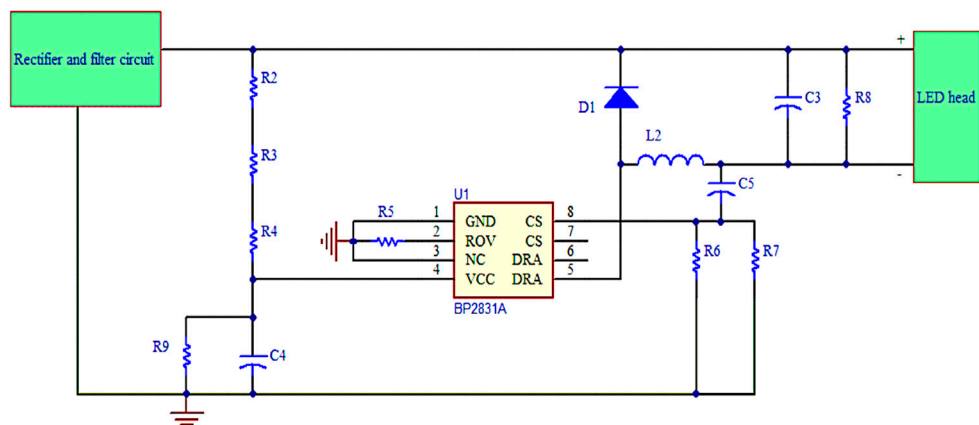 Rectifier and filter circuit
+
LED head
-
R2
R3
R4
R9
C4
D1
L2
C3
R8
C5
R6
R7
R5
U1
1 GND CS 8
2 ROV CS 7
3 NC DRA 6
4 VCC DRA 5
BP2831A